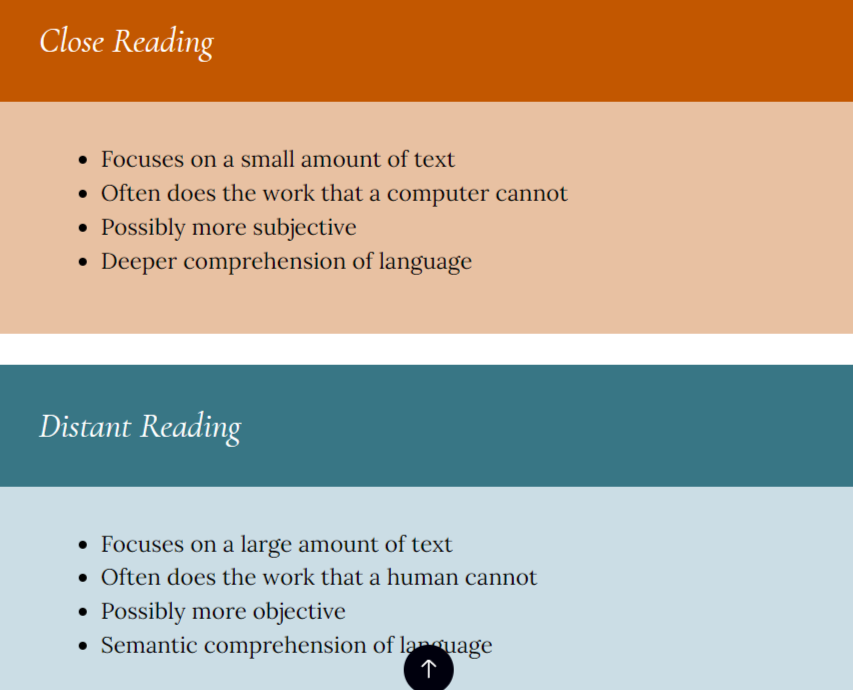 Close Reading
Focuses on a small amount of text
Often does the work that a computer cannot
Possibly more subjective
Deeper comprehension of language
Distant Reading
Focuses on a large amount of text
Often does the work that a human cannot
Possibly more objective
Semantic comprehension of language